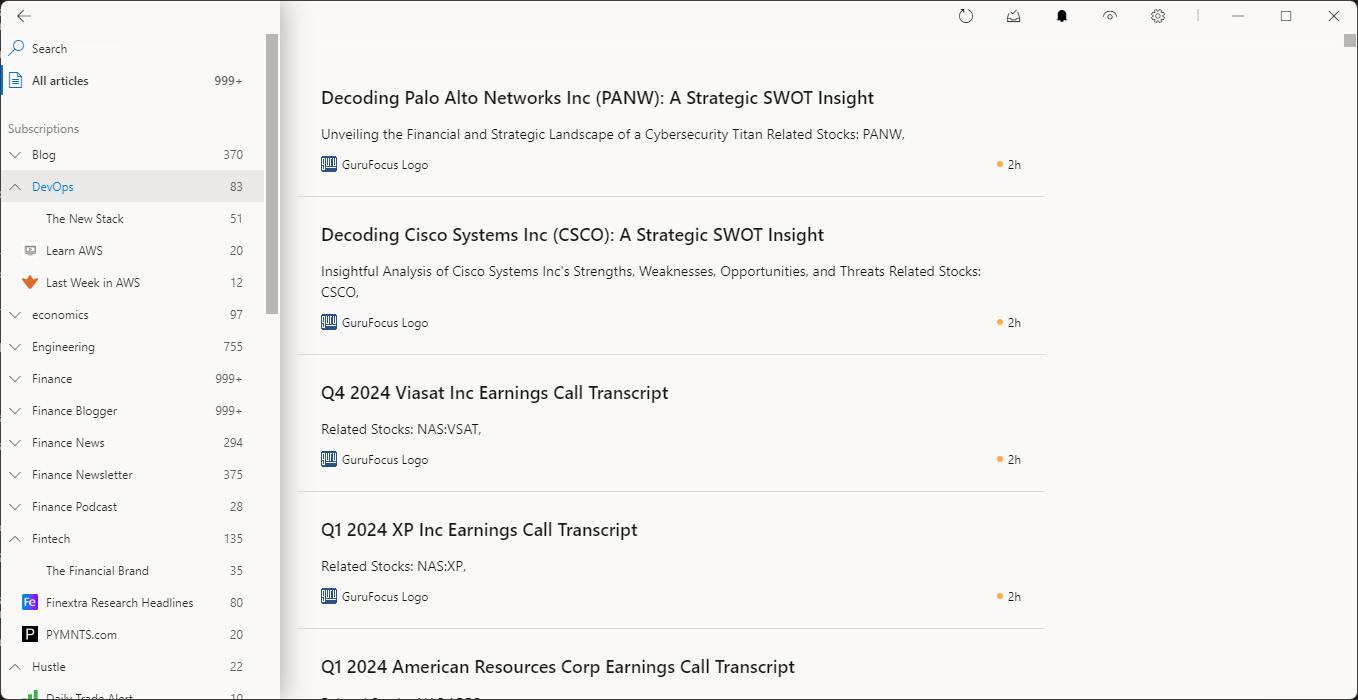 Search
All articles 999+
Subscriptions
Blog 370
DevOps 83
The New Stack 51
Learn AWS 20
Last Week in AWS 12
economics 97
Engineering 755
Finance 999+
Finance Blogger 999+
Finance News 294
Finance Newsletter 375
Finance Podcast 28
Fintech 135
The Financial Brand 35
Fe Finextra Research Headlines 80
P PYMNTS.com 20
Hustle 22
Daily Trade Alert 10
Decoding Palo Alto Networks Inc (PANW): A Strategic SWOT Insight
Unveiling the Financial and Strategic Landscape of a Cybersecurity Titan Related Stocks: PANW,
GuruFocus Logo 2h
Decoding Cisco Systems Inc (CSCO): A Strategic SWOT Insight
Insightful Analysis of Cisco Systems Inc's Strengths, Weaknesses, Opportunities, and Threats Related Stocks:
CSCO,
GuruFocus Logo 2h
Q4 2024 Viasat Inc Earnings Call Transcript
Related Stocks: NAS:VSAT,
GuruFocus Logo 2h
Q1 2024 XP Inc Earnings Call Transcript
Related Stocks: NAS:XP,
GuruFocus Logo 2h
Q1 2024 American Resources Corp Earnings Call Transcript